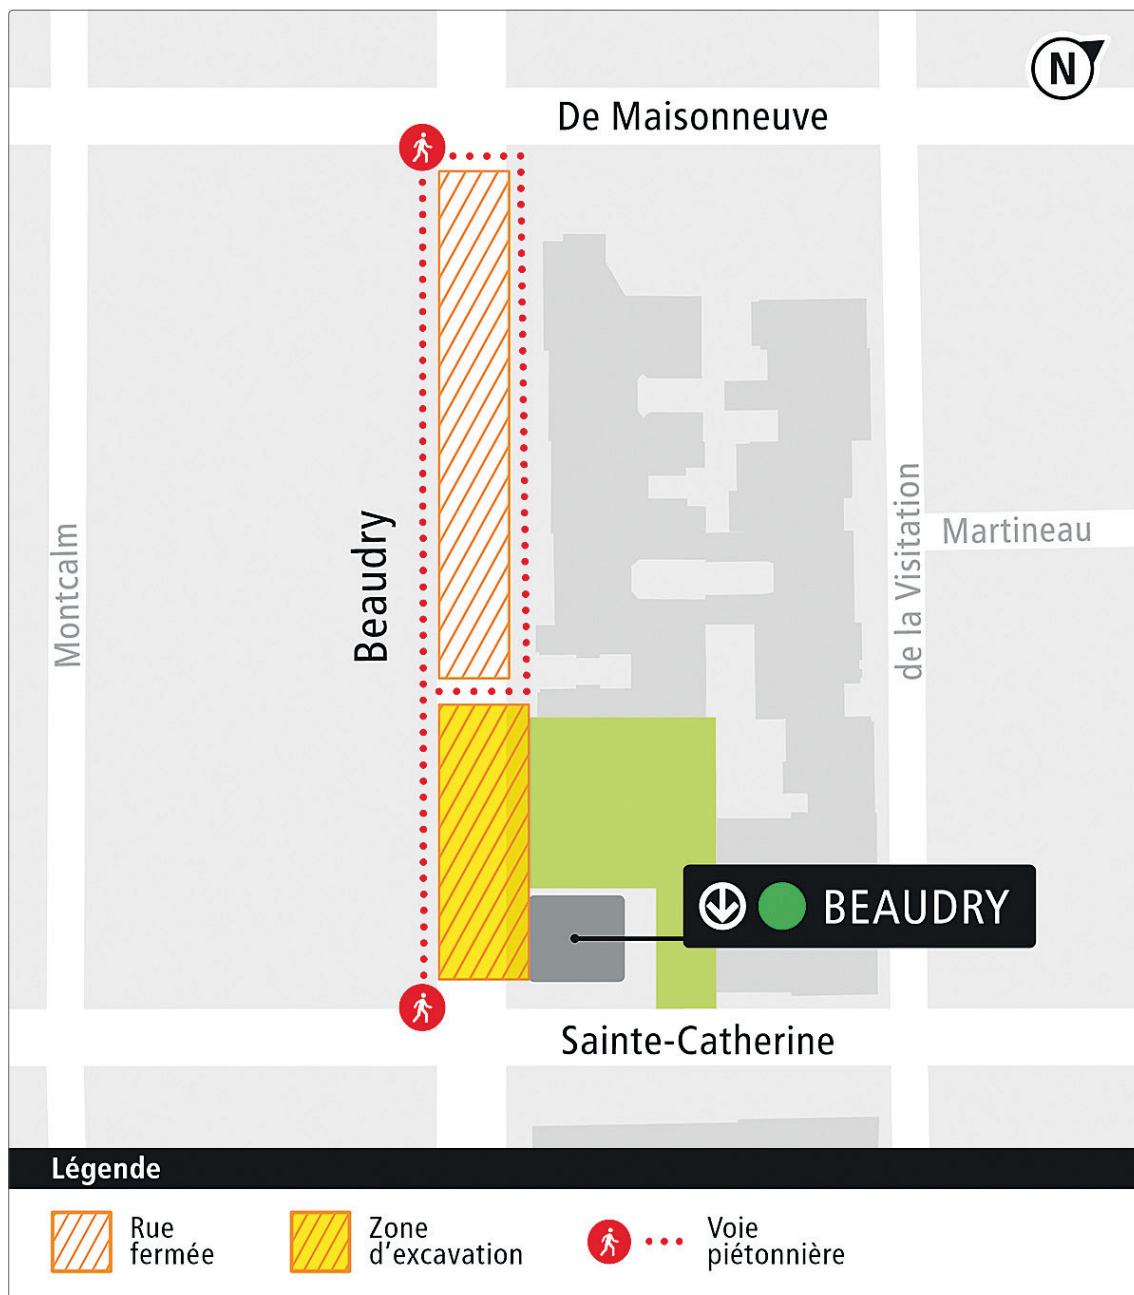 N
De Maisonneuve
Beaudry
Montcalm
de la Visitation
Martineau
BEAUDRY
Sainte-Catherine
Légende
Rue
fermée
Zone
d'excavation
Voie
piétonnière